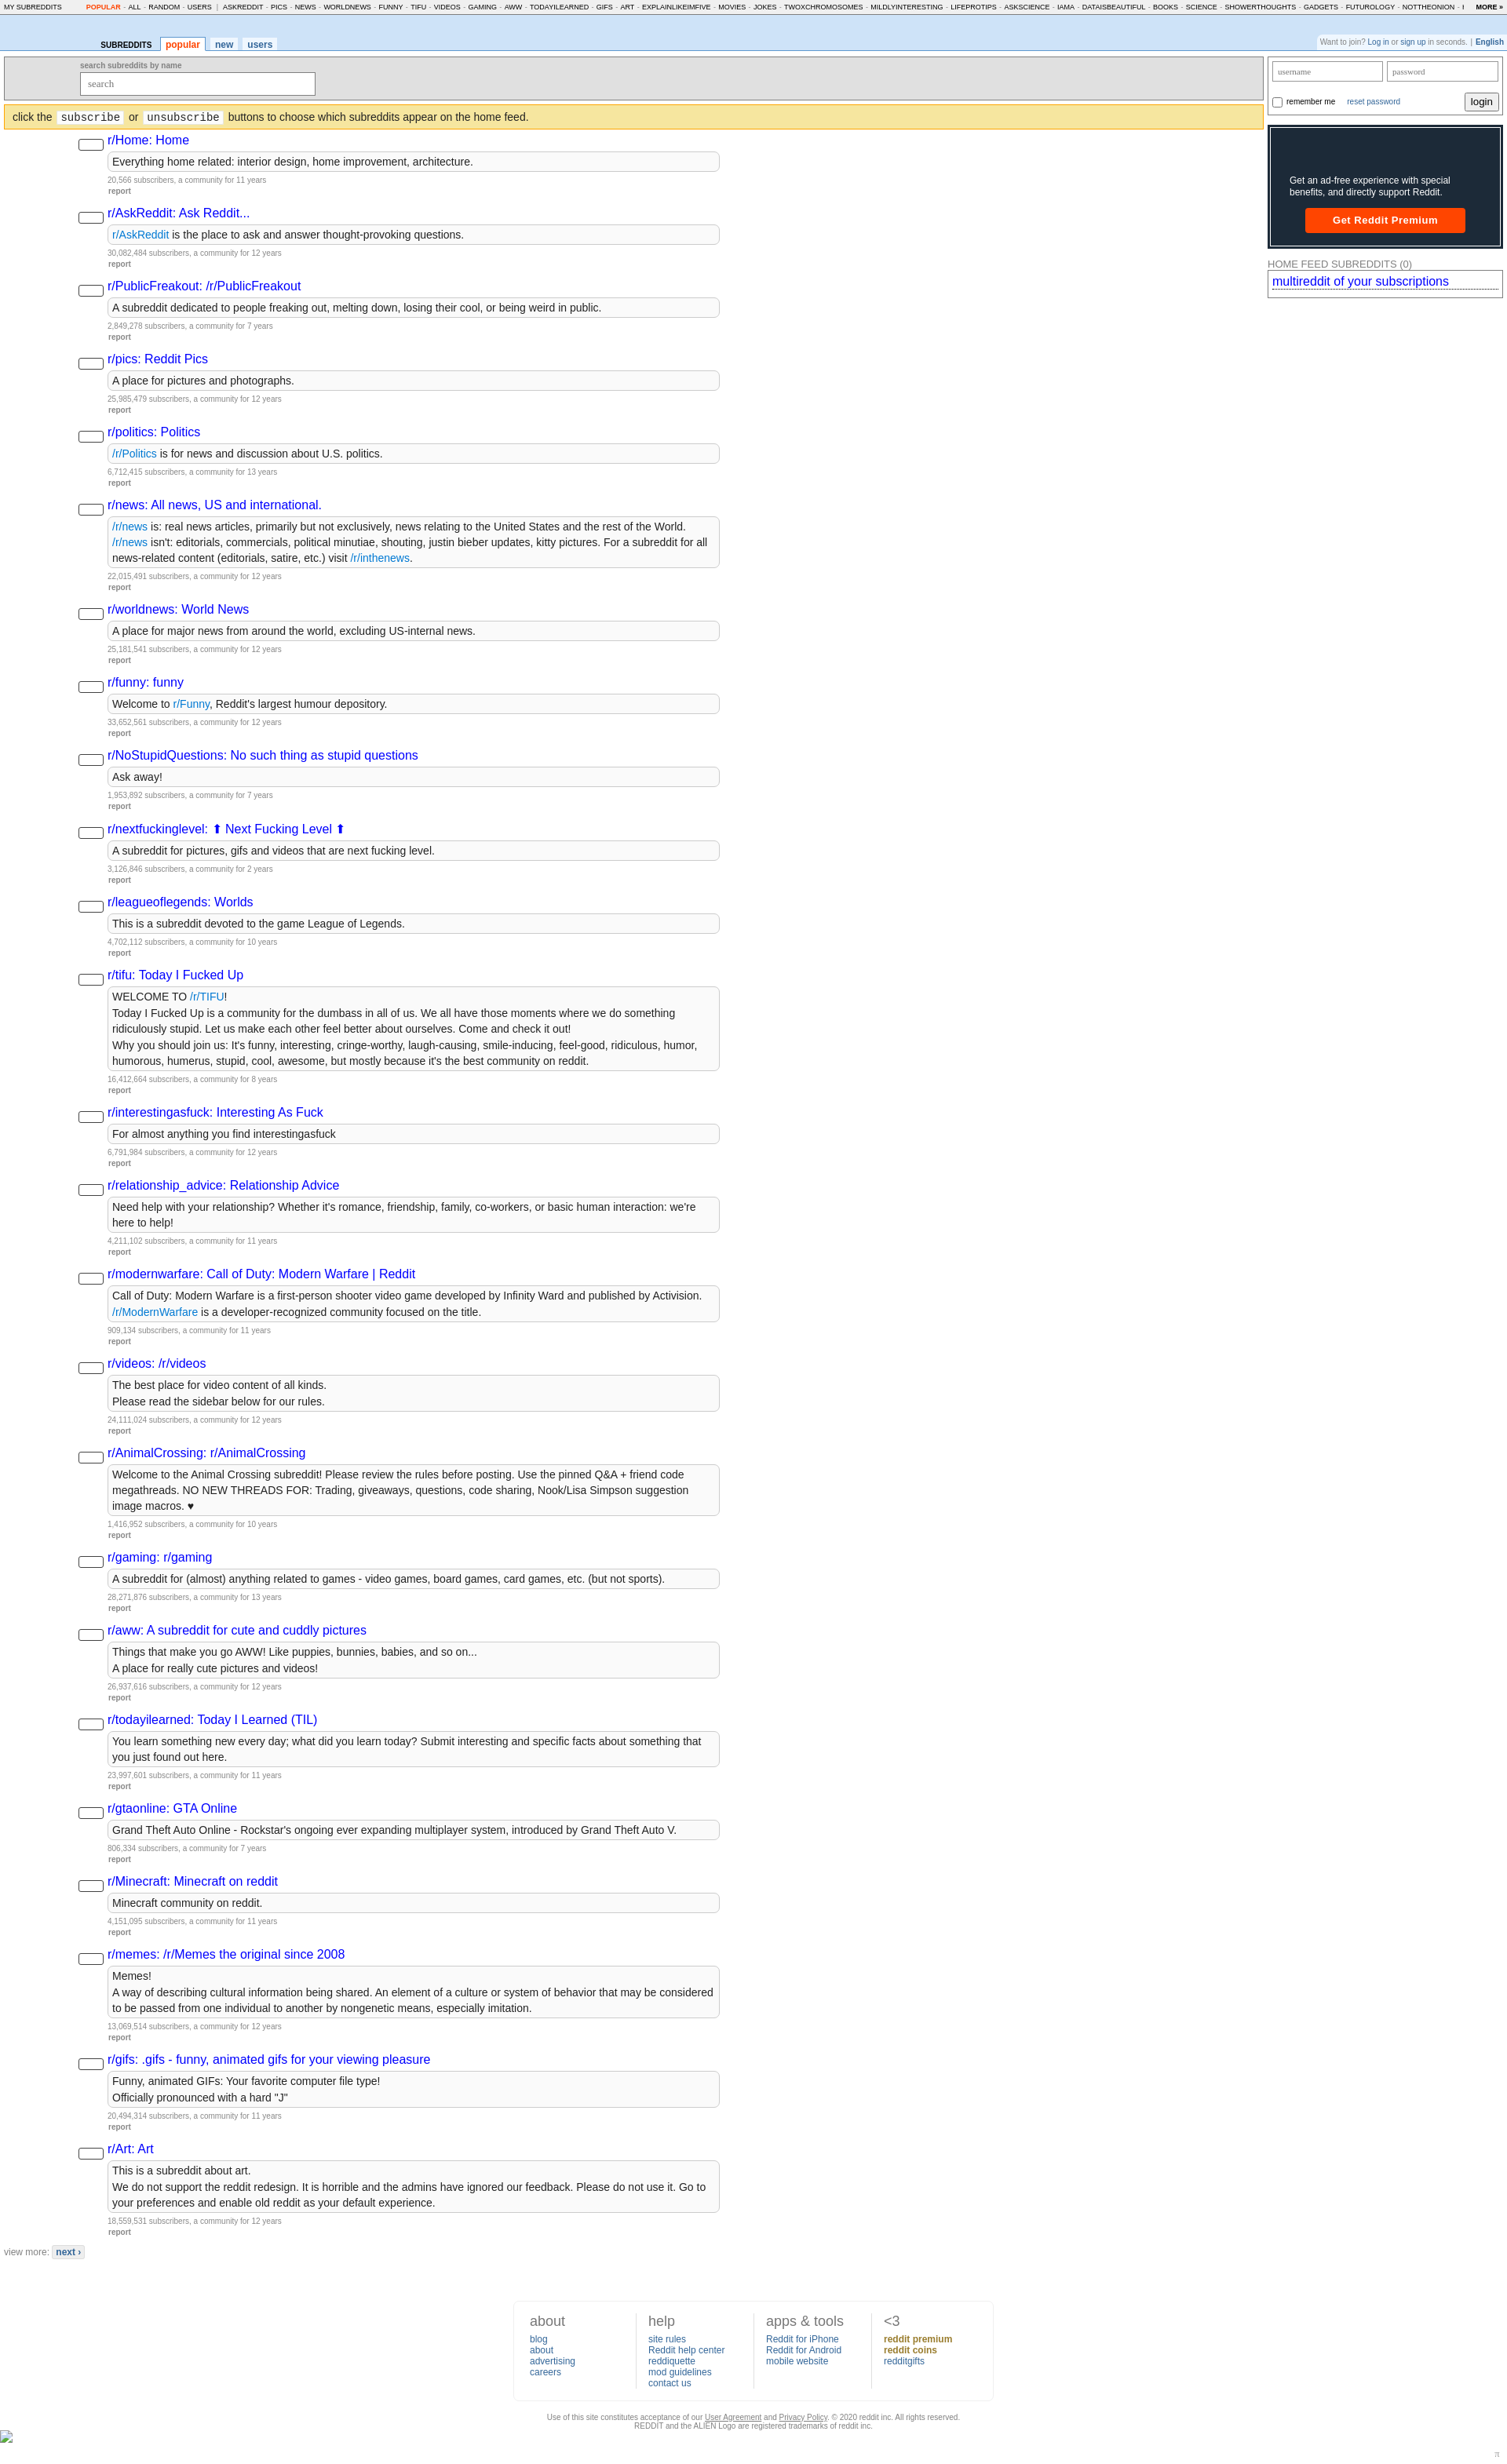 MY SUBREDDITS POPULAR - ALL - RANDOM - USERS | ASKREDDIT - PICS - NEWS - WORLDNEWS - FUNNY - TIFU - VIDEOS - GAMING - AWW - TODAYILEARNED - GIFS - ART - EXPLAINLIKEIMFIVE - MOVIES - JOKES - TWOXCHROMOSOMES - MILDLYINTERESTING - LIFEPROTIPS - ASKSCIENCE - IAMA - DATAISBEAUTIFUL - BOOKS - SCIENCE - SHOWERTHOUGHTS - GADGETS - FUTUROLOGY - NOTTHEONION - MORE »
SUBREDDITS popular new users
Want to join? Log in or sign up in seconds. | English
search subreddits by name
search
username password
remember me reset password login
click the subscribe or unsubscribe buttons to choose which subreddits appear on the home feed.
Get an ad-free experience with special
benefits, and directly support Reddit.
Get Reddit Premium
HOME FEED SUBREDDITS (0)
multireddit of your subscriptions
r/Home: Home
Everything home related: interior design, home improvement, architecture.
20,566 subscribers, a community for 11 years
report
r/AskReddit: Ask Reddit...
r/AskReddit is the place to ask and answer thought-provoking questions.
30,082,484 subscribers, a community for 12 years
report
r/PublicFreakout: /r/PublicFreakout
A subreddit dedicated to people freaking out, melting down, losing their cool, or being weird in public.
2,849,278 subscribers, a community for 7 years
report
r/pics: Reddit Pics
A place for pictures and photographs.
25,985,479 subscribers, a community for 12 years
report
r/politics: Politics
/r/Politics is for news and discussion about U.S. politics.
6,712,415 subscribers, a community for 13 years
report
r/news: All news, US and international.
/r/news is: real news articles, primarily but not exclusively, news relating to the United States and the rest of the World.
/r/news isn't: editorials, commercials, political minutiae, shouting, justin bieber updates, kitty pictures. For a subreddit for all
news-related content (editorials, satire, etc.) visit /r/inthenews.
22,015,491 subscribers, a community for 12 years
report
r/worldnews: World News
A place for major news from around the world, excluding US-internal news.
25,181,541 subscribers, a community for 12 years
report
r/funny: funny
Welcome to r/Funny, Reddit's largest humour depository.
33,652,561 subscribers, a community for 12 years
report
r/NoStupidQuestions: No such thing as stupid questions
Ask away!
1,953,892 subscribers, a community for 7 years
report
r/nextfuckinglevel: ⬆ Next Fucking Level ⬆
A subreddit for pictures, gifs and videos that are next fucking level.
3,126,846 subscribers, a community for 2 years
report
r/leagueoflegends: Worlds
This is a subreddit devoted to the game League of Legends.
4,702,112 subscribers, a community for 10 years
report
r/tifu: Today I Fucked Up
WELCOME TO /r/TIFU!
Today I Fucked Up is a community for the dumbass in all of us. We all have those moments where we do something
ridiculously stupid. Let us make each other feel better about ourselves. Come and check it out!
Why you should join us: It's funny, interesting, cringe-worthy, laugh-causing, smile-inducing, feel-good, ridiculous, humor,
humorous, humerus, stupid, cool, awesome, but mostly because it's the best community on reddit.
16,412,664 subscribers, a community for 8 years
report
r/interestingasfuck: Interesting As Fuck
For almost anything you find interestingasfuck
6,791,984 subscribers, a community for 12 years
report
r/relationship_advice: Relationship Advice
Need help with your relationship? Whether it's romance, friendship, family, co-workers, or basic human interaction: we're
here to help!
4,211,102 subscribers, a community for 11 years
report
r/modernwarfare: Call of Duty: Modern Warfare | Reddit
Call of Duty: Modern Warfare is a first-person shooter video game developed by Infinity Ward and published by Activision.
/r/ModernWarfare is a developer-recognized community focused on the title.
909,134 subscribers, a community for 11 years
report
r/videos: /r/videos
The best place for video content of all kinds.
Please read the sidebar below for our rules.
24,111,024 subscribers, a community for 12 years
report
r/AnimalCrossing: r/AnimalCrossing
Welcome to the Animal Crossing subreddit! Please review the rules before posting. Use the pinned Q&A + friend code
megathreads. NO NEW THREADS FOR: Trading, giveaways, questions, code sharing, Nook/Lisa Simpson suggestion
image macros. ♥
1,416,952 subscribers, a community for 10 years
report
r/gaming: r/gaming
A subreddit for (almost) anything related to games - video games, board games, card games, etc. (but not sports).
28,271,876 subscribers, a community for 13 years
report
r/aww: A subreddit for cute and cuddly pictures
Things that make you go AWW! Like puppies, bunnies, babies, and so on...
A place for really cute pictures and videos!
26,937,616 subscribers, a community for 12 years
report
r/todayilearned: Today I Learned (TIL)
You learn something new every day; what did you learn today? Submit interesting and specific facts about something that
you just found out here.
23,997,601 subscribers, a community for 11 years
report
r/gtaonline: GTA Online
Grand Theft Auto Online - Rockstar's ongoing ever expanding multiplayer system, introduced by Grand Theft Auto V.
806,334 subscribers, a community for 7 years
report
r/Minecraft: Minecraft on reddit
Minecraft community on reddit.
4,151,095 subscribers, a community for 11 years
report
r/memes: /r/Memes the original since 2008
Memes!
A way of describing cultural information being shared. An element of a culture or system of behavior that may be considered
to be passed from one individual to another by nongenetic means, especially imitation.
13,069,514 subscribers, a community for 12 years
report
r/gifs: .gifs - funny, animated gifs for your viewing pleasure
Funny, animated GIFs: Your favorite computer file type!
Officially pronounced with a hard "J"
20,494,314 subscribers, a community for 11 years
report
r/Art: Art
This is a subreddit about art.
We do not support the reddit redesign. It is horrible and the admins have ignored our feedback. Please do not use it. Go to
your preferences and enable old reddit as your default experience.
18,559,531 subscribers, a community for 12 years
report
view more: next ›
about
blog
about
advertising
careers
help
site rules
Reddit help center
reddiquette
mod guidelines
contact us
apps & tools
Reddit for iPhone
Reddit for Android
mobile website
<3
reddit premium
reddit coins
redditgifts
Use of this site constitutes acceptance of our User Agreement and Privacy Policy. © 2020 reddit inc. All rights reserved.
REDDIT and the ALIEN Logo are registered trademarks of reddit inc.
π